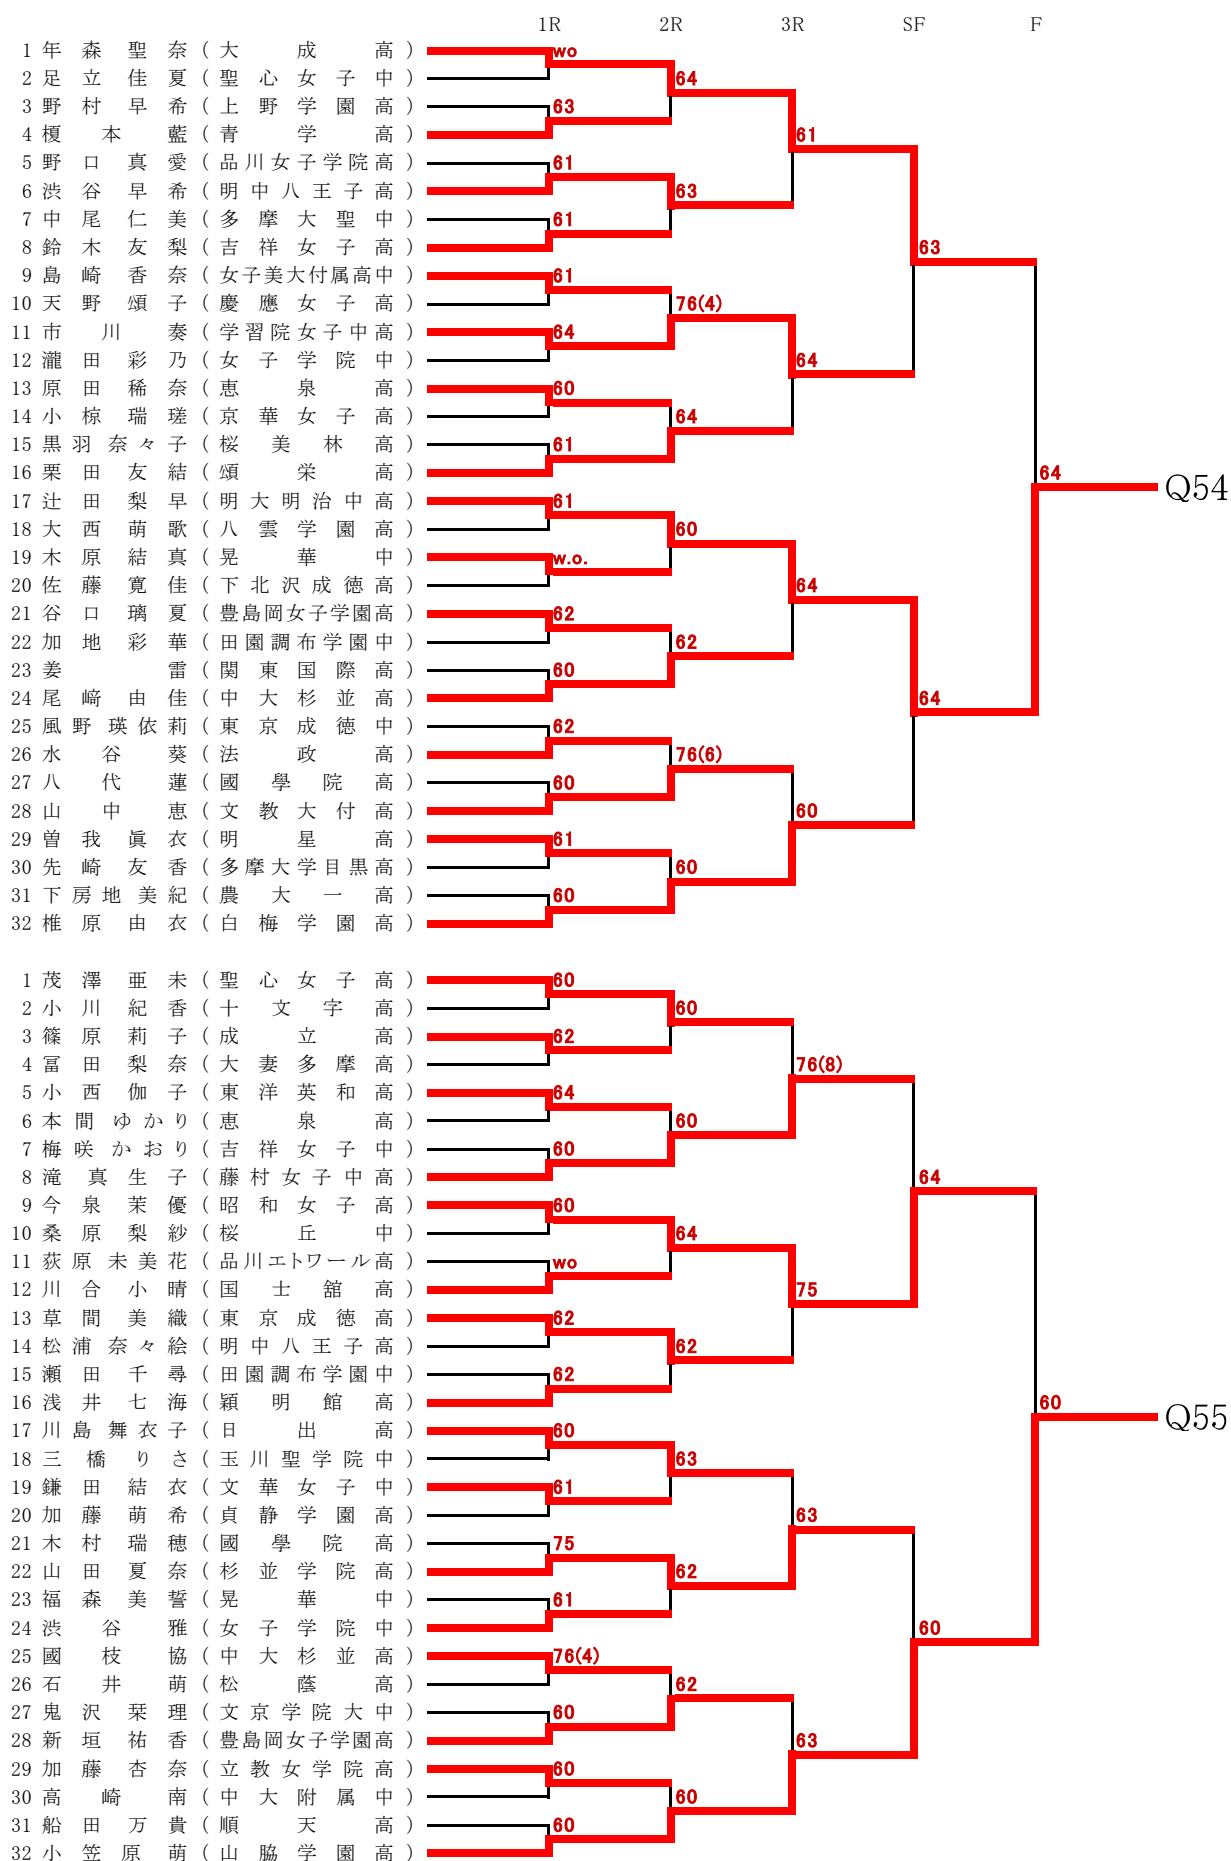 1R 2R 3R SF F
1 年森聖奈（大成高） wo
2 足立佳夏（聖心女子中） 64
3 野村早希（上野学園高） 63
4 榎本藍（青学高） 61
5 野口真愛（品川女子学院高） 61
6 渋谷早希（明中八王子高） 63
7 中尾仁美（多摩大聖中） 61
8 鈴木友梨（吉祥女子高） 63
9 島崎香奈（女子美大付属高中） 61
10 天野頌子（慶應女子高） 76(4)
11 市川奏（学習院女子中高） 64
12 瀧田彩乃（女子学院中） 64
13 原田稀奈（恵泉高） 60
14 小椋瑞瑳（京華女子高） 64
15 黒羽奈々子（桜美林高） 61
16 栗田友結（頌栄高） 64
Q54
17 辻田梨早（明大明治中高） 61
18 大西萌歌（八雲学園高） 60
19 木原結真（晃華中） w.o.
20 佐藤寛佳（下北沢成徳高） 64
21 谷口璃夏（豊島岡女子学園高） 62
22 加地彩華（田園調布学園中） 62
23 姜雷（関東国際高） 60
24 尾﨑由佳（中大杉並高） 64
25 風野瑛依莉（東京成徳中） 62
26 水谷葵（法政高） 76(6)
27 八代蓮（國學院高） 60
28 山中恵（文教大付高） 60
29 曽我眞衣（明星高） 61
30 先崎友香（多摩大学目黒高） 60
31 下房地美紀（農大一高） 60
32 椎原由衣（白梅学園高）
1 茂澤亜未（聖心女子高） 60
2 小川紀香（十文字高） 60
3 篠原莉子（成立高） 62
4 冨田梨奈（大妻多摩高） 76(8)
5 小西伽子（東洋英和高） 64
6 本間ゆかり（恵泉高） 60
7 梅咲かおり（吉祥女子中） 60
8 滝真生子（藤村女子中高） 64
9 今泉茉優（昭和女子高） 60
10 桑原梨紗（桜丘中） 64
11 荻原未美花（品川エトワール高） wo
12 川合小晴（国士舘高） 75
13 草間美織（東京成徳高） 62
14 松浦奈々絵（明中八王子高） 62
15 瀬田千尋（田園調布学園中） 62
16 浅井七海（穎明館高） 60
Q55
17 川島舞衣子（日出高） 60
18 三橋りさ（玉川聖学院中） 63
19 鎌田結衣（文華女子中） 61
20 加藤萌希（貞静学園高） 63
21 木村瑞穂（國學院高） 75
22 山田夏奈（杉並学院高） 62
23 福森美誓（晃華中） 61
24 渋谷雅（女子学院中） 60
25 國枝協（中大杉並高） 76(4)
26 石井萌（松蔭高） 62
27 鬼沢栞理（文京学院大中） 60
28 新垣祐香（豊島岡女子学園高） 63
29 加藤杏奈（立教女学院高） 60
30 高崎南（中大附属中） 60
31 船田万貴（順天高） 60
32 小笠原萌（山脇学園高）